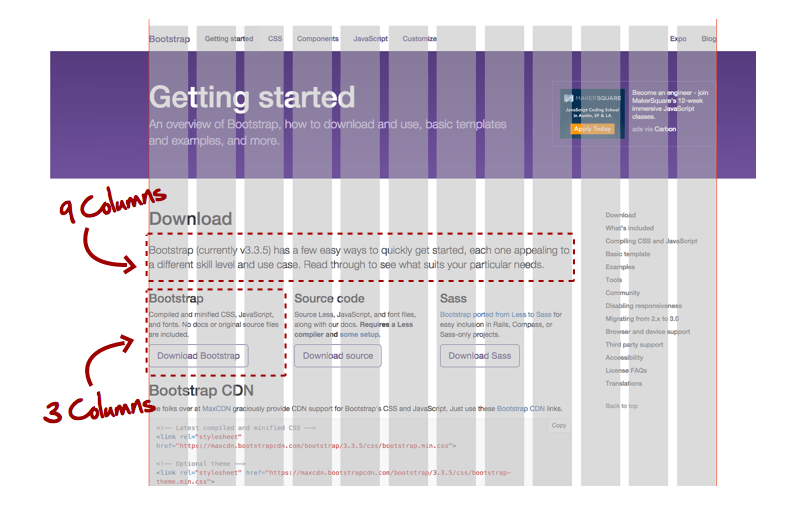 Bootstrap Getting started CSS Components JavaScript Customize Expo Blog
Getting started
An overview of Bootstrap, how to download and use, basic templates
and examples, and more.
MAKERSQUARE
JavaScript Coding School
in Austin, SF & LA
Apply Today
Become an engineer - join
MakerSquare's 12-week
immersive JavaScript
classes.
ads via Carbon
9 Columns
Download
Bootstrap (currently v3.3.5) has a few easy ways to quickly get started, each one appealing to
a different skill level and use case. Read through to see what suits your particular needs.
Bootstrap
Compiled and minified CSS, JavaScript,
and fonts. No docs or original source files
are included.
Download Bootstrap
Source code
Source Less, JavaScript, and font files,
along with our docs. Requires a Less
compiler and some setup.
Download source
Sass
Bootstrap ported from Less to Sass for
easy inclusion in Rails, Compass, or
Sass-only projects.
Download Sass
3 Columns
Bootstrap CDN
The folks over at MaxCDN graciously provide CDN support for Bootstrap's CSS and JavaScript. Just use these Bootstrap CDN links.
Copy
<!-- Latest compiled and minified CSS -->
<link rel="stylesheet"
href="https://maxcdn.bootstrapcdn.com/bootstrap/3.3.5/css/bootstrap.min.css">
<!-- Optional theme -->
<link rel="stylesheet" href="https://maxcdn.bootstrapcdn.com/bootstrap/3.3.5/css/bootstrap-
theme.min.css">
Download
What's included
Compiling CSS and JavaScript
Basic template
Examples
Tools
Community
Disabling responsiveness
Migrating from 2.x to 3.0
Browser and device support
Third party support
Accessibility
License FAQs
Translations
Back to top